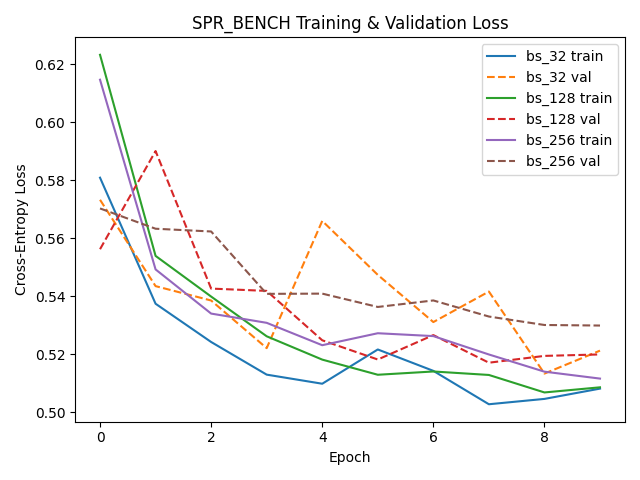 SPR_BENCH Training & Validation Loss
Cross-Entropy Loss
0.62
0.60
0.58
0.56
0.54
0.52
0.50
bs_32 train
bs_32 val
bs_128 train
bs_128 val
bs_256 train
bs_256 val
0 2 4 6 8
Epoch